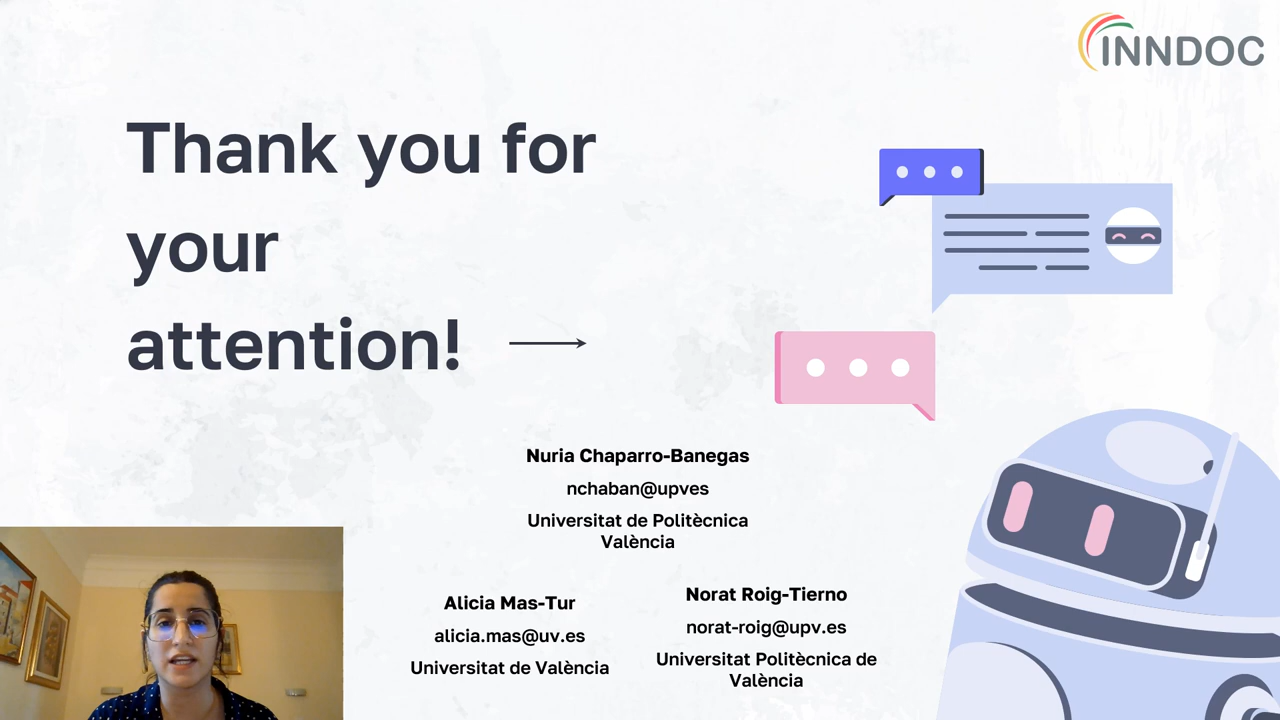 INNDOC
Thank you for
your
attention!
Nuria Chaparro-Banegas
nchaban@upves
Universitat de Politècnica
València
Alicia Mas-Tur
alicia.mas@uv.es
Universitat de València
Norat Roig-Tierno
norat-roig@upv.es
Universitat Politècnica de
València